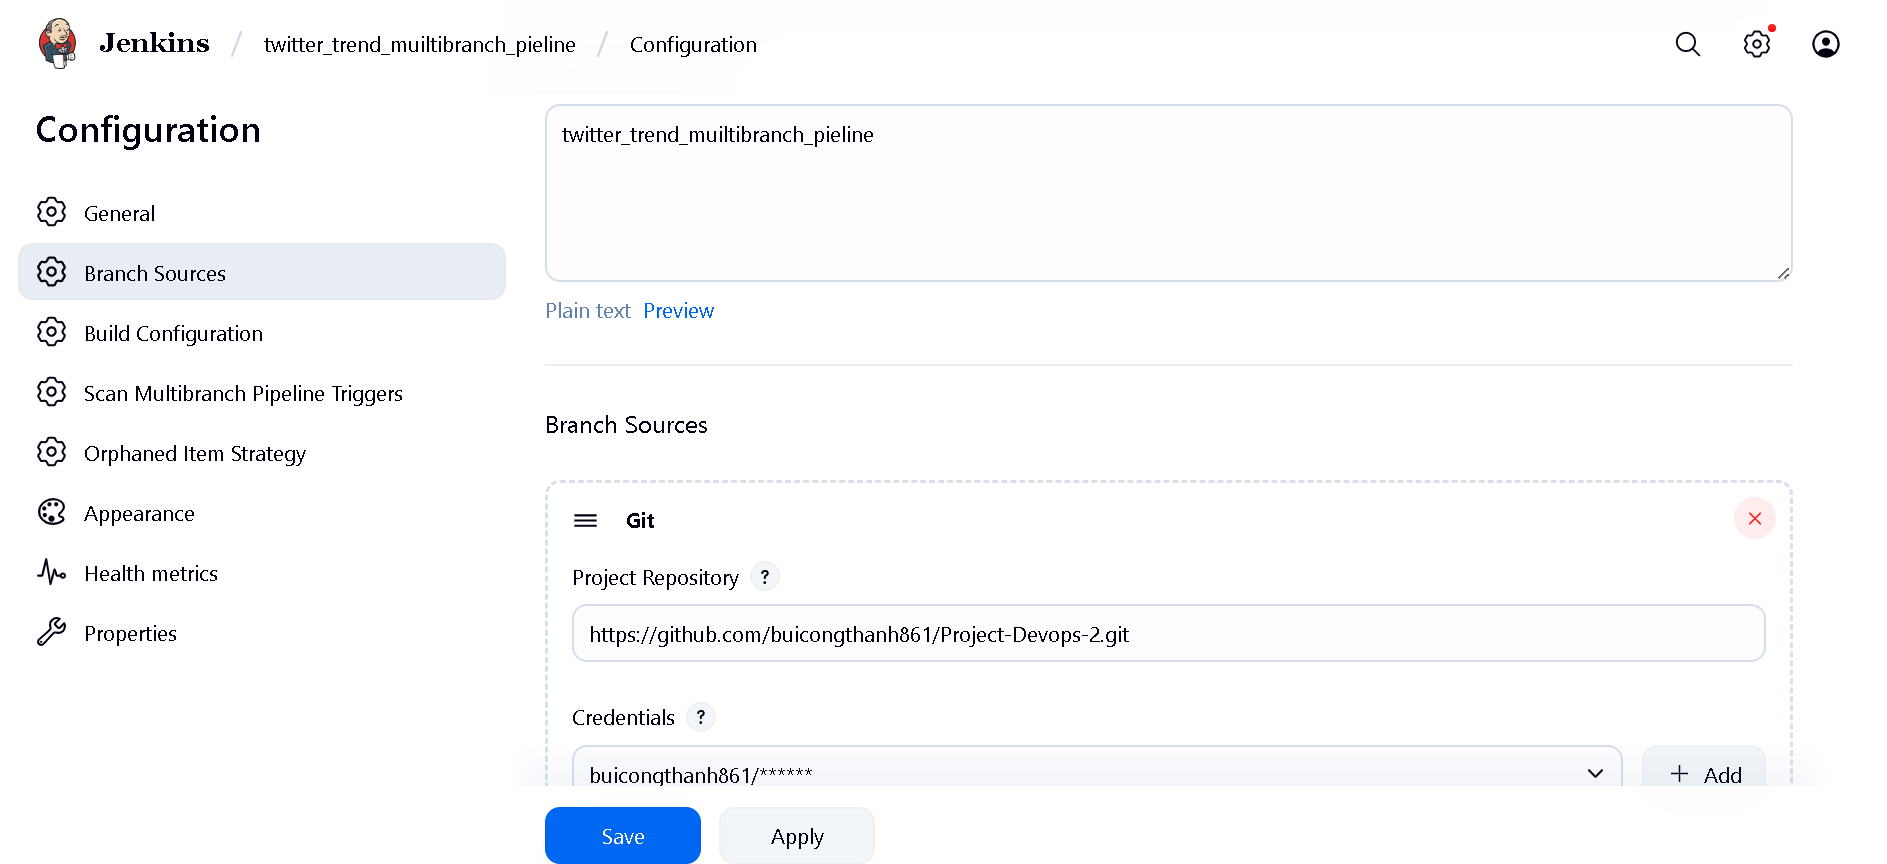 Jenkins / twitter_trend_muiltibranch_pieline / Configuration
Configuration
General
Branch Sources
Build Configuration
Scan Multibranch Pipeline Triggers
Orphaned Item Strategy
Appearance
Health metrics
Properties
twitter_trend_muiltibranch_pieline
Plain text Preview
Branch Sources
Git
Project Repository ?
https://github.com/buicongthanh861/Project-Devops-2.git
Credentials ?
buicongthanh861/******
+ Add
Save Apply